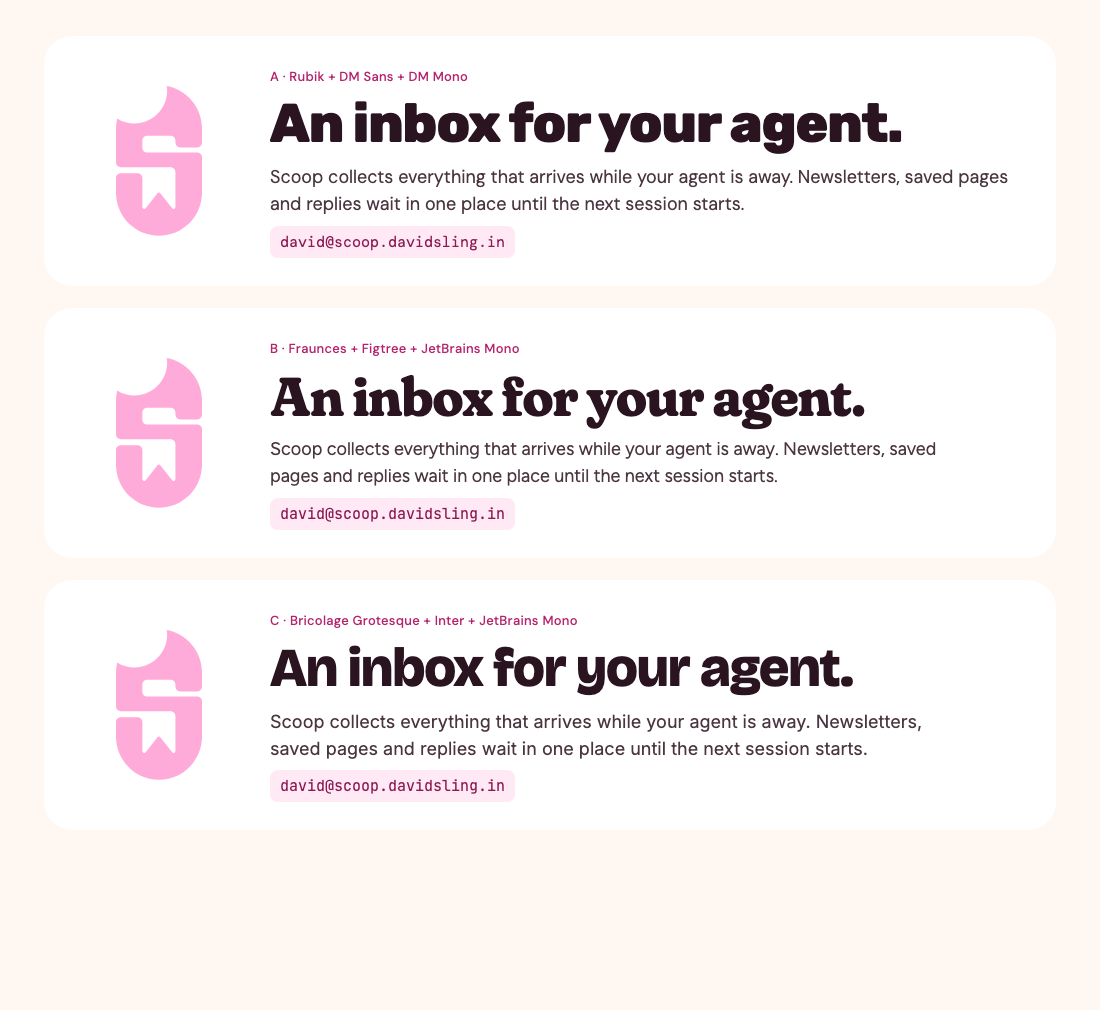 A · Rubik + DM Sans + DM Mono
An inbox for your agent.
Scoop collects everything that arrives while your agent is away. Newsletters, saved pages
and replies wait in one place until the next session starts.
david@scoop.davidsling.in
B · Fraunces + Figtree + JetBrains Mono
An inbox for your agent.
Scoop collects everything that arrives while your agent is away. Newsletters, saved
pages and replies wait in one place until the next session starts.
david@scoop.davidsling.in
C · Bricolage Grotesque + Inter + JetBrains Mono
An inbox for your agent.
Scoop collects everything that arrives while your agent is away. Newsletters,
saved pages and replies wait in one place until the next session starts.
david@scoop.davidsling.in